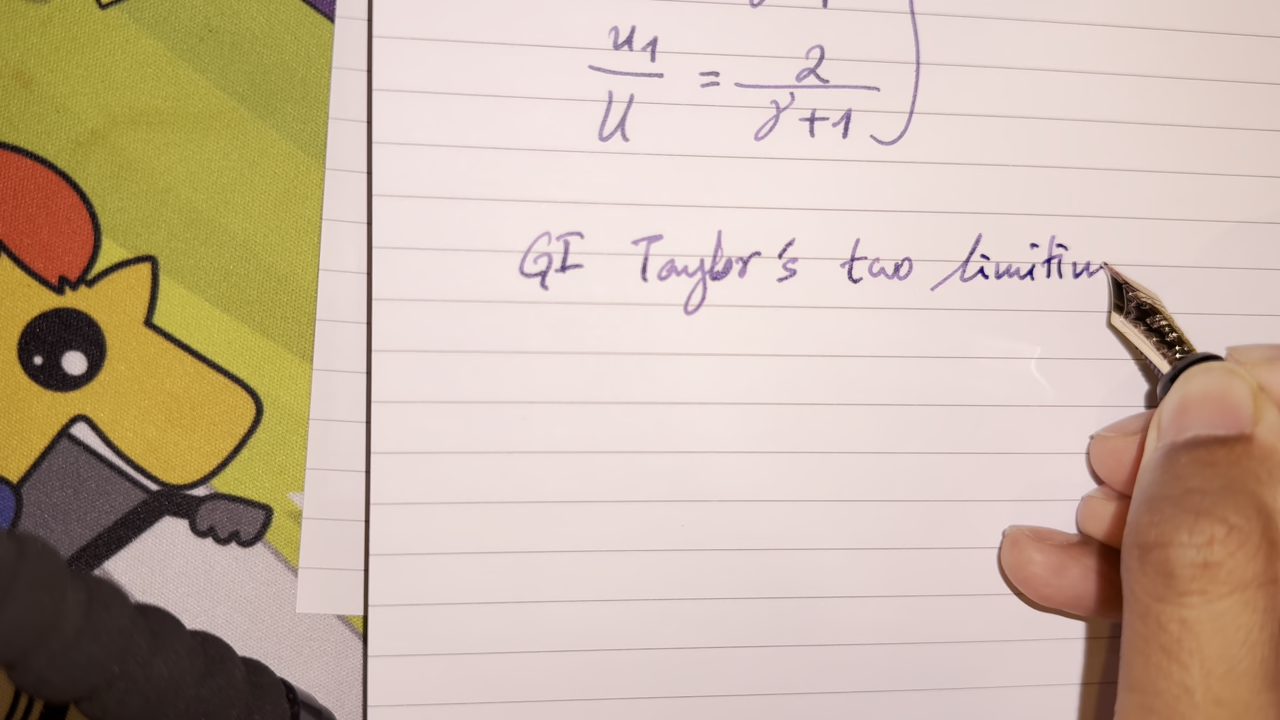 u₁/U = 2/(γ+1)
GI Taylor's two limitin